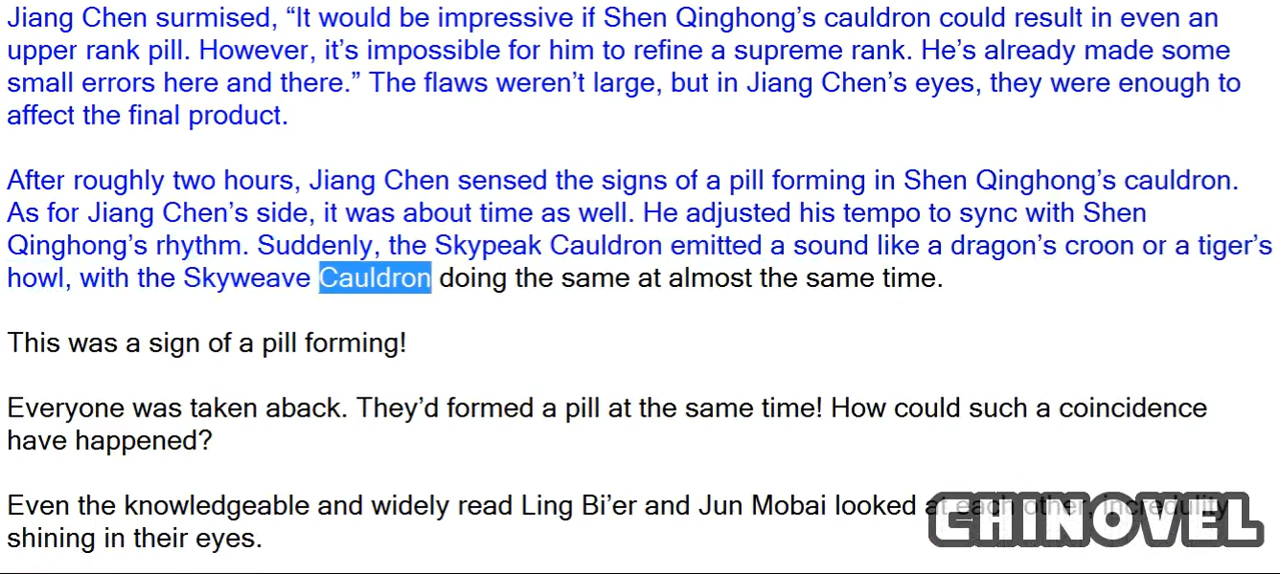 Jiang Chen surmised, “It would be impressive if Shen Qinghong’s cauldron could result in even an
upper rank pill. However, it’s impossible for him to refine a supreme rank. He’s already made some
small errors here and there.” The flaws weren’t large, but in Jiang Chen’s eyes, they were enough to
affect the final product.
After roughly two hours, Jiang Chen sensed the signs of a pill forming in Shen Qinghong’s cauldron.
As for Jiang Chen’s side, it was about time as well. He adjusted his tempo to sync with Shen
Qinghong’s rhythm. Suddenly, the Skypeak Cauldron emitted a sound like a dragon’s croon or a tiger’s
howl, with the Skyweave Cauldron doing the same at almost the same time.
This was a sign of a pill forming!
Everyone was taken aback. They’d formed a pill at the same time! How could such a coincidence
have happened?
Even the knowledgeable and widely read Ling Bi’er and Jun Mobai looked at each other, incredulity
shining in their eyes.
CHINOVEL